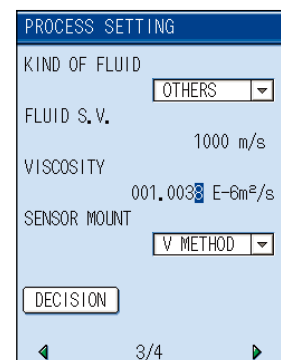 PROCESS SETTING
KIND OF FLUID
OTHERS
FLUID S.V.
1000 m/s
VISCOSITY
001.0038 E-6m²/s
SENSOR MOUNT
V METHOD
DECISION
3/4